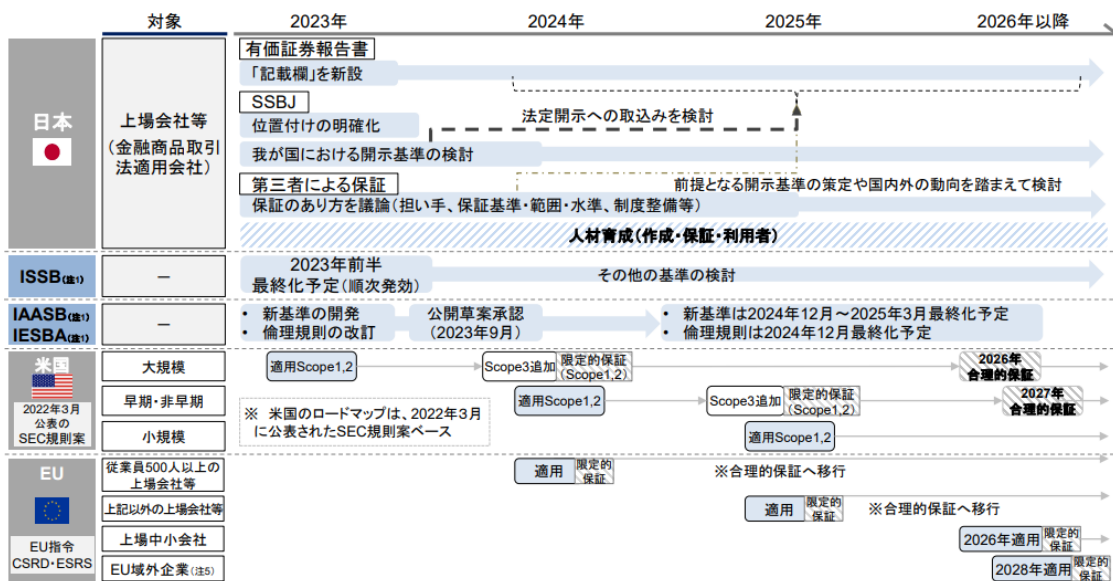 対象
2023年
2024年
2025年
2026年以降
日本
上場会社等
(金融商品取引
法適用会社)
有価証券報告書
「記載欄」を新設
SSBJ
位置付けの明確化
法定開示への取込みを検討
我が国における開示基準の検討
第三者による保証
前提となる開示基準の策定や国内外の動向を踏まえて検討
保証のあり方を議論(担い手、保証基準・範囲・水準、制度整備等)
人材育成(作成・保証・利用者)
ISSB(注1)
－
2023年前半
最終化予定(順次発効)
その他の基準の検討
IAASB(注1)
IESBA(注1)
－
• 新基準の開発
• 倫理規則の改訂
公開草案承認
(2023年9月)
• 新基準は2024年12月～2025年3月最終化予定
• 倫理規則は2024年12月最終化予定
米国
2022年3月
公表の
SEC規則案
大規模
適用Scope1,2
Scope3追加
限定的保証
(Scope1,2)
2026年
合理的保証
早期・非早期
適用Scope1,2
Scope3追加
限定的保証
(Scope1,2)
2027年
合理的保証
※ 米国のロードマップは、2022年3月
に公表されたSEC規則案ベース
小規模
適用Scope1,2
EU
EU指令
CSRD・ESRS
従業員500人以上の
上場会社等
適用
限定的
保証
※合理的保証へ移行
上記以外の上場会社等
適用
限定的
保証
※合理的保証へ移行
上場中小会社
2026年適用
限定的
保証
EU域外企業(注5)
2028年適用
限定的
保証